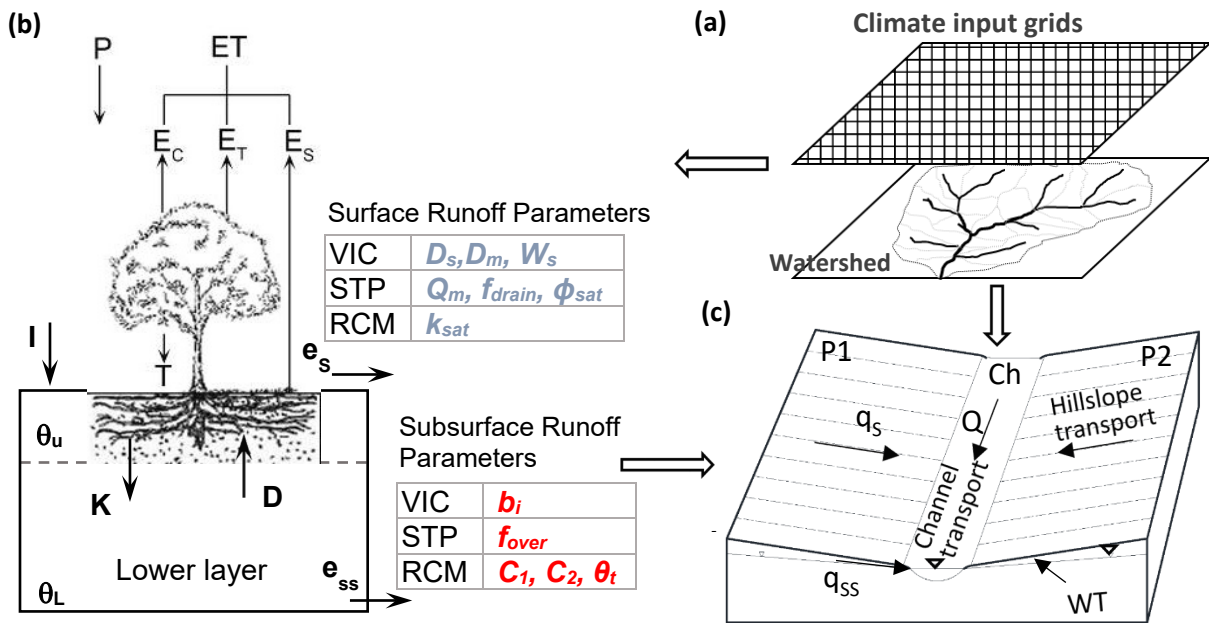 (b)
P
ET
E_C
E_T
E_S
I
T
e_S
θ_u
K
D
Lower layer
θ_L
e_ss
Surface Runoff Parameters
VIC D_s,D_m, W_s
STP Q_m, f_drain, ϕ_sat
RCM k_sat
Subsurface Runoff
Parameters
VIC b_i
STP f_over
RCM C_1, C_2, θ_t
(a)
Climate input grids
Watershed
(c)
P1
P2
Ch
q_S
Q
Hillslope
transport
Channel
transport
q_SS
WT